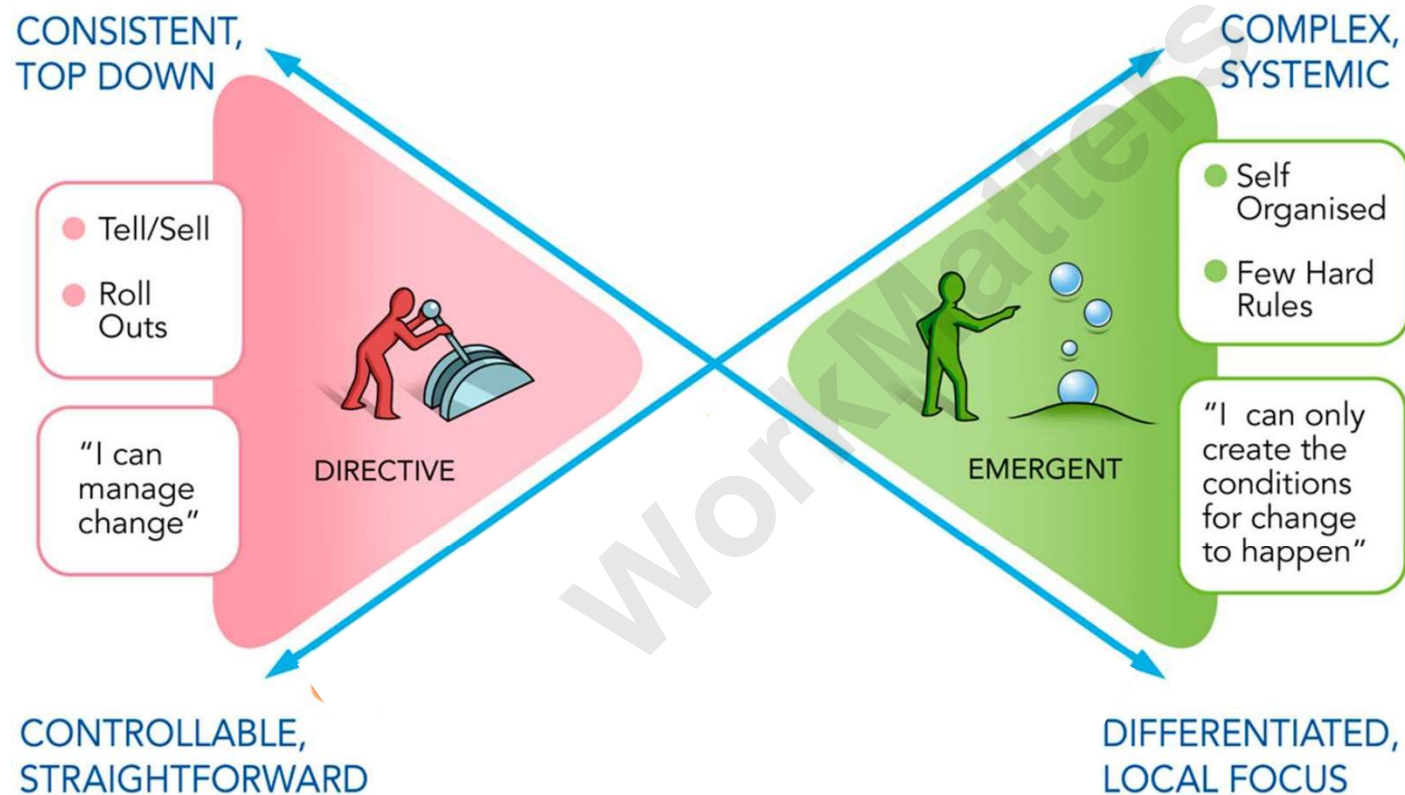 CONSISTENT,
TOP DOWN
COMPLEX,
SYSTEMIC
Tell/Sell
Roll
Outs
"I can
manage
change"
DIRECTIVE
EMERGENT
Self
Organised
Few Hard
Rules
"I can only
create the
conditions
for change
to happen"
CONTROLLABLE,
STRAIGHTFORWARD
DIFFERENTIATED,
LOCAL FOCUS
WorkMatters